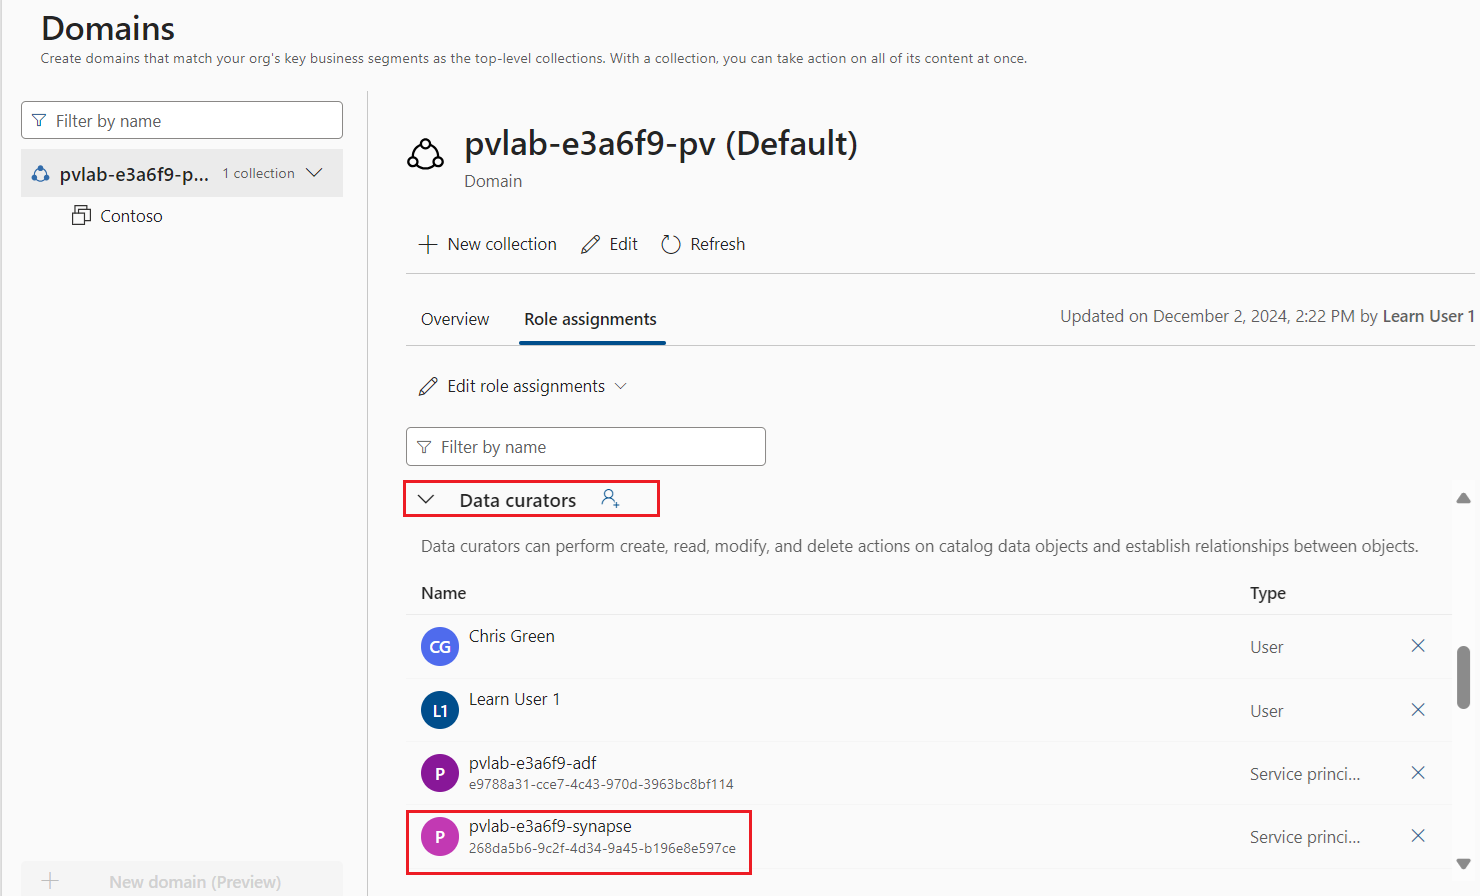 Domains
Create domains that match your org's key business segments as the top-level collections. With a collection, you can take action on all of its content at once.
Filter by name
pvlab-e3a6f9-p... 1 collection
Contoso
New domain (Preview)
pvlab-e3a6f9-pv (Default)
Domain
New collection Edit Refresh
Overview Role assignments Updated on December 2, 2024, 2:22 PM by Learn User 1
Edit role assignments
Filter by name
Data curators
Data curators can perform create, read, modify, and delete actions on catalog data objects and establish relationships between objects.
Name Type
CG Chris Green User
L1 Learn User 1 User
P pvlab-e3a6f9-adf Service princi...
e9788a31-cce7-4c43-970d-3963bc8bf114
P pvlab-e3a6f9-synapse Service princi...
268da5b6-9c2f-4d34-9a45-b196e8e597ce